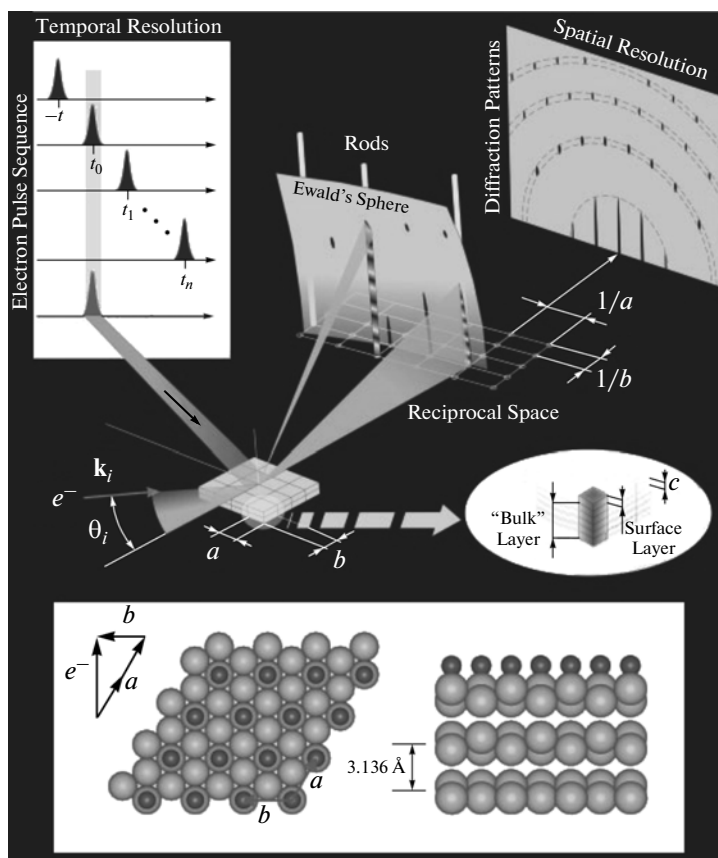 Temporal Resolution
Electron Pulse Sequence
−t
t0
t1
tn
Rods
Ewald's Sphere
Spatial Resolution
Diffraction Patterns
1/a
1/b
Reciprocal Space
ki
e−
θi
a
b
"Bulk"
Layer
c
Surface
Layer
b
e−
a
a
b
3.136 Å